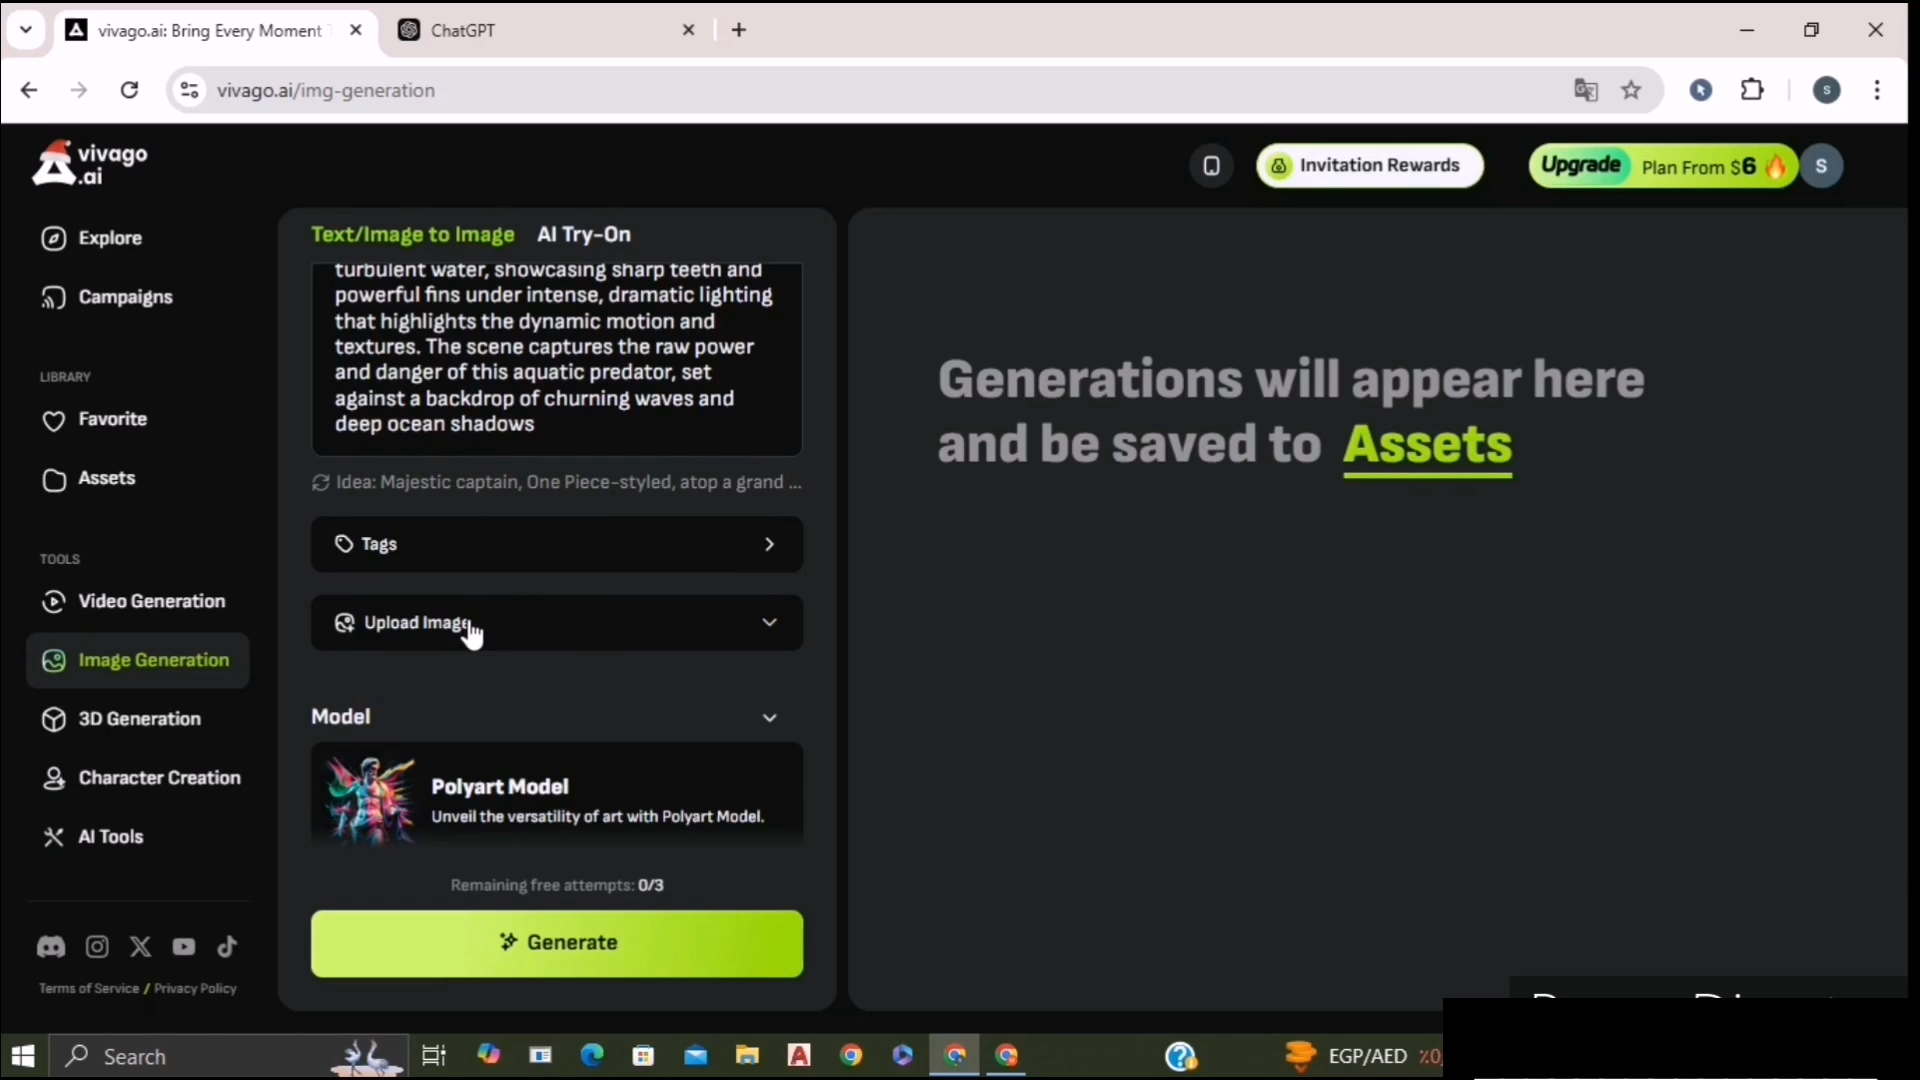 vivago.ai: Bring Every Moment
ChatGPT
vivago.ai/img-generation
S
vivago
.ai
Invitation Rewards
Upgrade Plan From $6
S
Explore
Campaigns
LIBRARY
Favorite
Assets
TOOLS
Video Generation
Image Generation
3D Generation
Character Creation
AI Tools
Terms of Service / Privacy Policy
Text/Image to Image AI Try-On
turbulent water, showcasing sharp teeth and
powerful fins under intense, dramatic lighting
that highlights the dynamic motion and
textures. The scene captures the raw power
and danger of this aquatic predator, set
against a backdrop of churning waves and
deep ocean shadows
Idea: Majestic captain, One Piece-styled, atop a grand ...
Tags
Upload Image
Model
Polyart Model
Unveil the versatility of art with Polyart Model.
Remaining free attempts: 0/3
Generate
Generations will appear here
and be saved to Assets
Search
EGP/AED